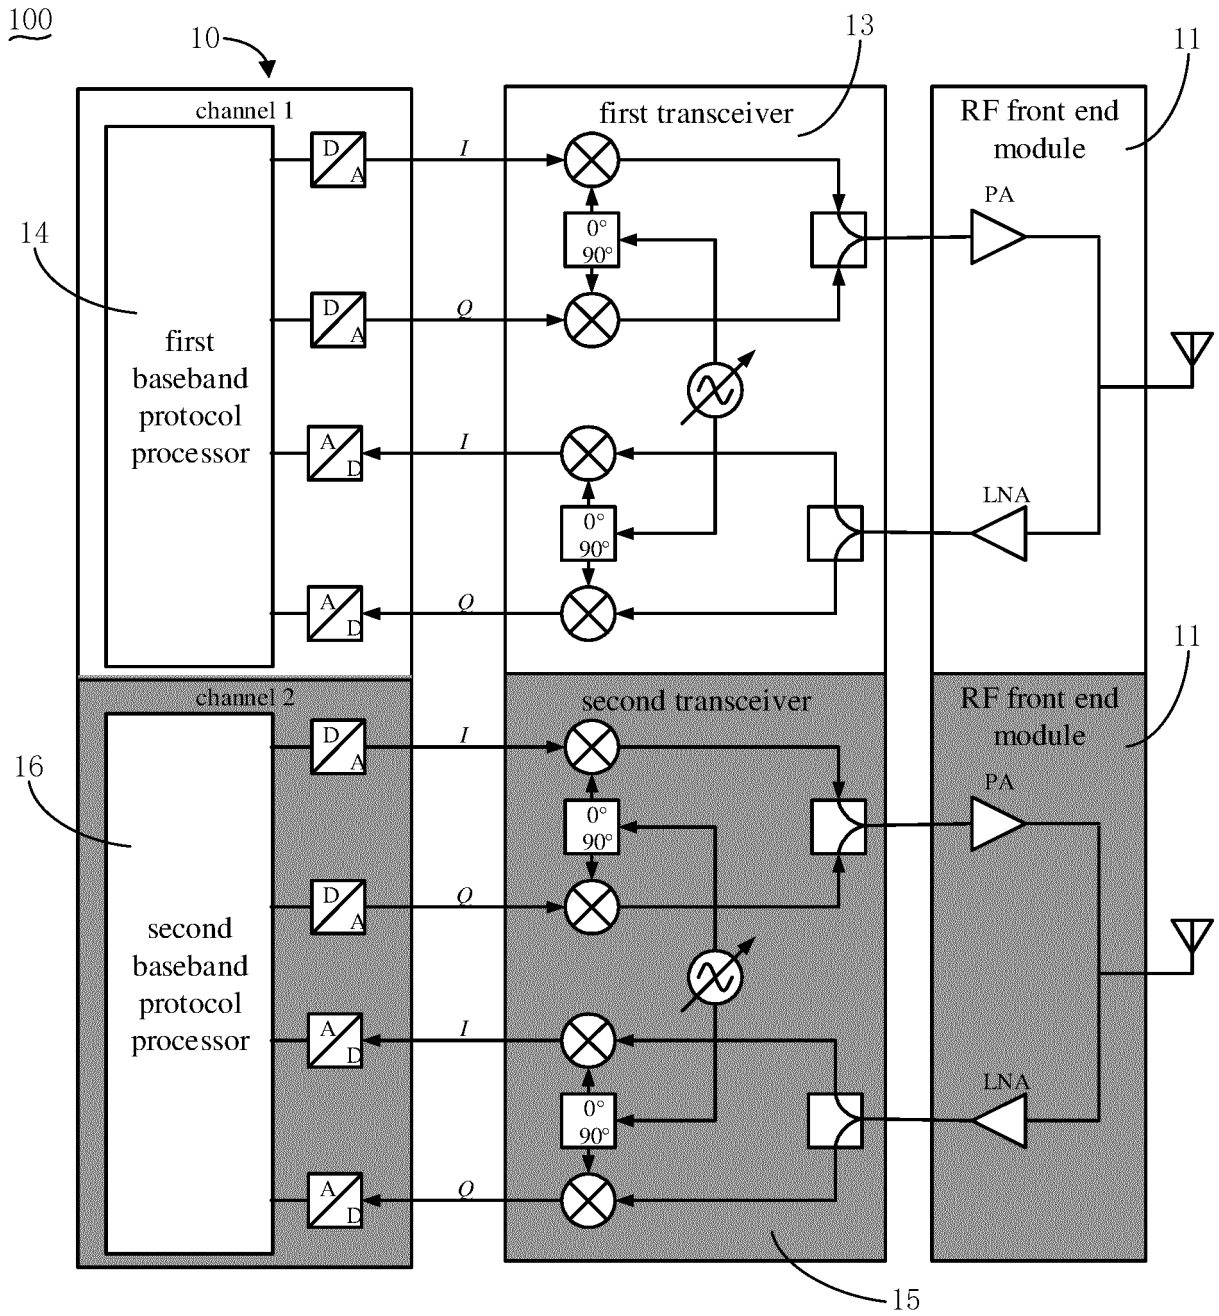 100
10
13
11
channel 1
first transceiver
RF front end
module
D
A
I
PA
0°
90°
14
D
A
Q
first
baseband
protocol
processor
A
D
I
LNA
0°
90°
A
D
Q
11
channel 2
second transceiver
RF front end
module
D
A
I
16
PA
0°
90°
D
A
Q
second
baseband
protocol
processor
A
D
I
LNA
0°
90°
A
D
Q
15